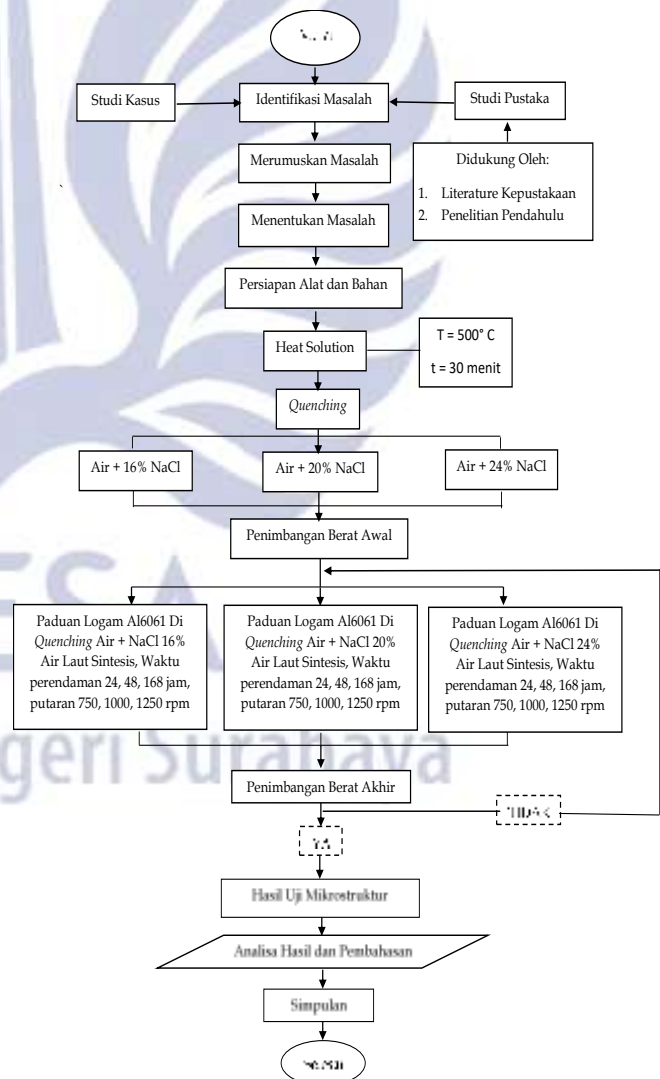 Identifikasi Masalah
Studi Kasus
Studi Pustaka
Merumuskan Masalah
Didukung Oleh:
1. Literature Kepustakaan
2. Penelitian Pendahulu
Menentukan Masalah
Persiapan Alat dan Bahan
Heat Solution
T = 500° C
t = 30 menit
Quenching
Air + 16% NaCl
Air + 20% NaCl
Air + 24% NaCl
Penimbangan Berat Awal
Paduan Logam Al6061 Di
Quenching Air + NaCl 16%
Air Laut Sintesis, Waktu
perendaman 24, 48, 168 jam,
putaran 750, 1000, 1250 rpm
Paduan Logam Al6061 Di
Quenching Air + NaCl 20%
Air Laut Sintesis, Waktu
perendaman 24, 48, 168 jam,
putaran 750, 1000, 1250 rpm
Paduan Logam Al6061 Di
Quenching Air + NaCl 24%
Air Laut Sintesis, Waktu
perendaman 24, 48, 168 jam,
putaran 750, 1000, 1250 rpm
geri Surabaya
Penimbangan Berat Akhir
TIDAK
YA
Hasil Uji Mikrostruktur
Analisa Hasil dan Pembahasan
Simpulan